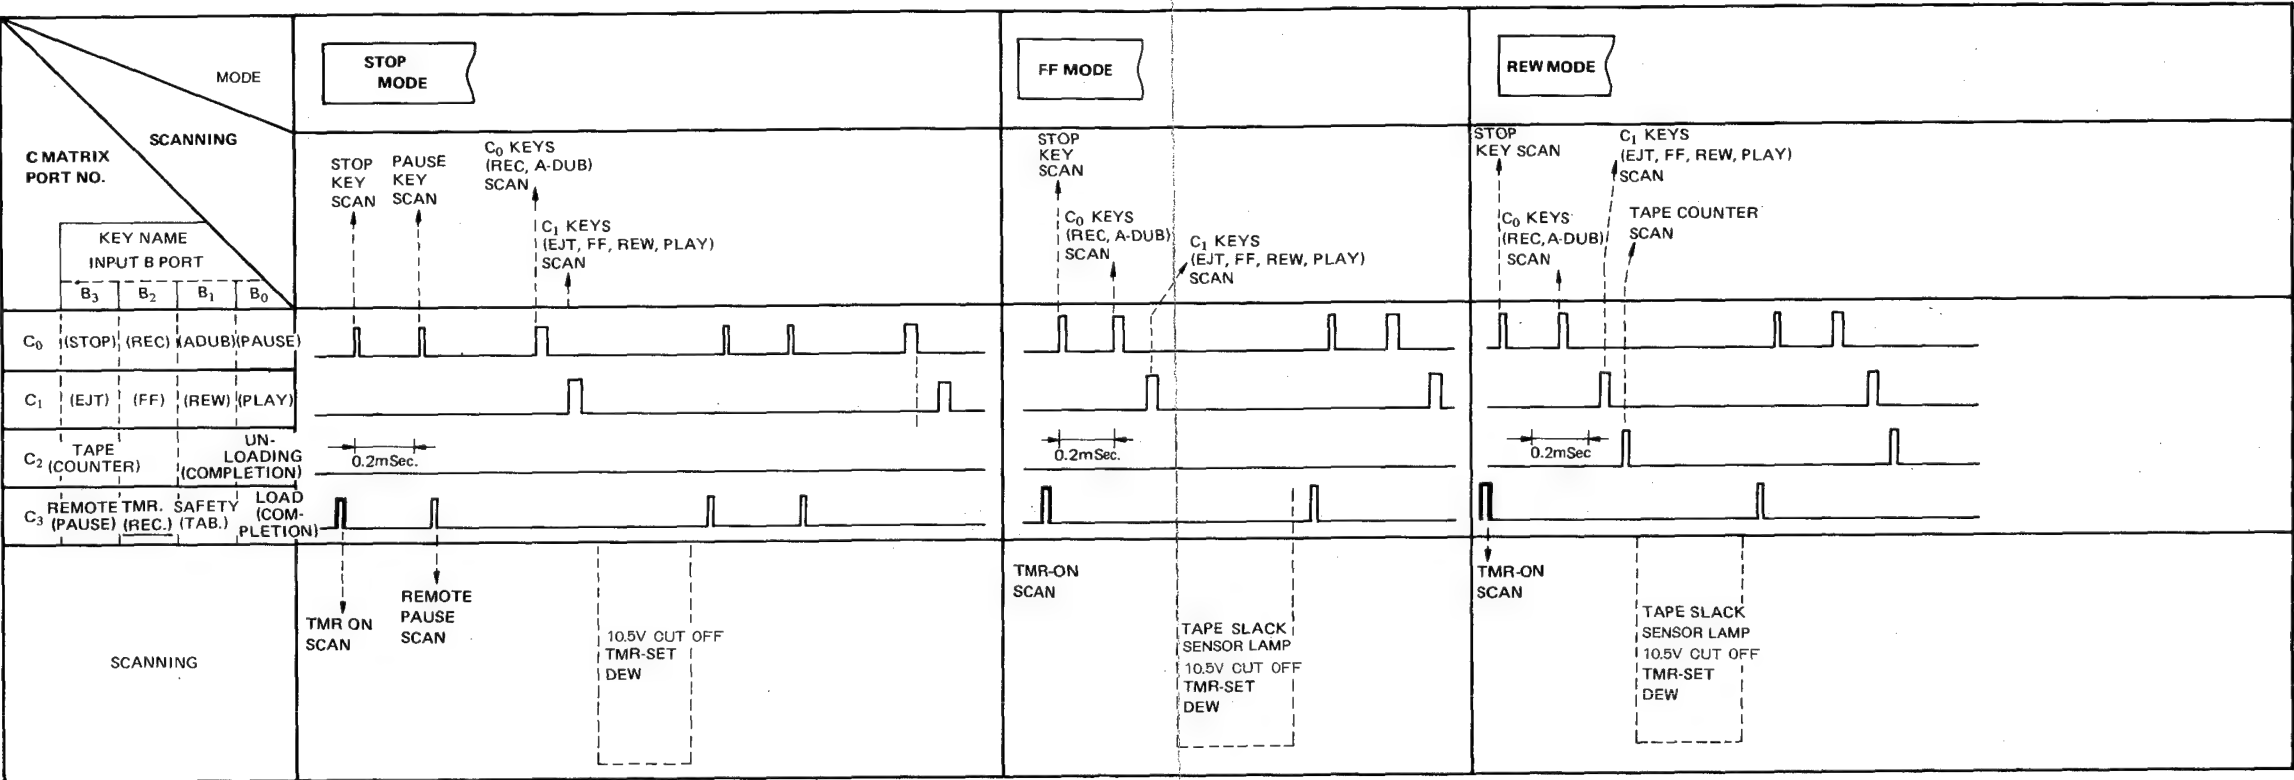 MODE
SCANNING
C MATRIX
PORT NO.
KEY NAME
INPUT B PORT
B3 B2 B1 B0
STOP
MODE
FF MODE
REW MODE
STOP
KEY
SCAN
PAUSE
KEY
SCAN
C0 KEYS
(REC, A-DUB)
SCAN
C1 KEYS
(EJT, FF, REW, PLAY)
SCAN
STOP
KEY
SCAN
C0 KEYS
(REC, A-DUB)
SCAN
C1 KEYS
(EJT, FF, REW, PLAY)
SCAN
STOP
KEY SCAN
C0 KEYS
(REC, A-DUB)
SCAN
C1 KEYS
(EJT, FF, REW, PLAY)
SCAN
TAPE COUNTER
SCAN
C0 (STOP) (REC) (ADUB) (PAUSE)
C1 (EJT) (FF) (REW) (PLAY)
C2 TAPE
(COUNTER)
UN-
LOADING
(COMPLETION)
0.2mSec.
0.2mSec.
0.2mSec
C3 REMOTE
(PAUSE)
TMR.
(REC.)
SAFETY
(TAB.)
LOAD
(COM-
PLETION)
SCANNING
TMR ON
SCAN
REMOTE
PAUSE
SCAN
10.5V CUT OFF
TMR-SET
DEW
TMR-ON
SCAN
TAPE SLACK
SENSOR LAMP
10.5V CUT OFF
TMR-SET
DEW
TMR-ON
SCAN
TAPE SLACK
SENSOR LAMP
10.5V CUT OFF
TMR-SET
DEW